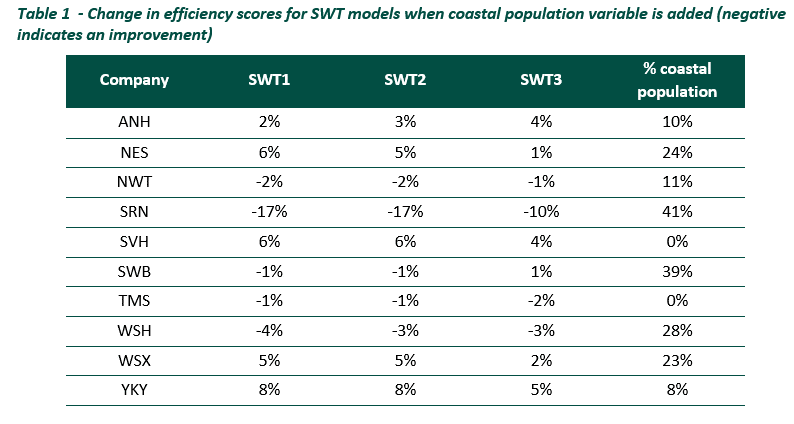 Table 1 - Change in efficiency scores for SWT models when coastal population variable is added (negative
indicates an improvement)
Company SWT1 SWT2 SWT3 % coastal population
ANH 2% 3% 4% 10%
NES 6% 5% 1% 24%
NWT -2% -2% -1% 11%
SRN -17% -17% -10% 41%
SVH 6% 6% 4% 0%
SWB -1% -1% 1% 39%
TMS -1% -1% -2% 0%
WSH -4% -3% -3% 28%
WSX 5% 5% 2% 23%
YKY 8% 8% 5% 8%